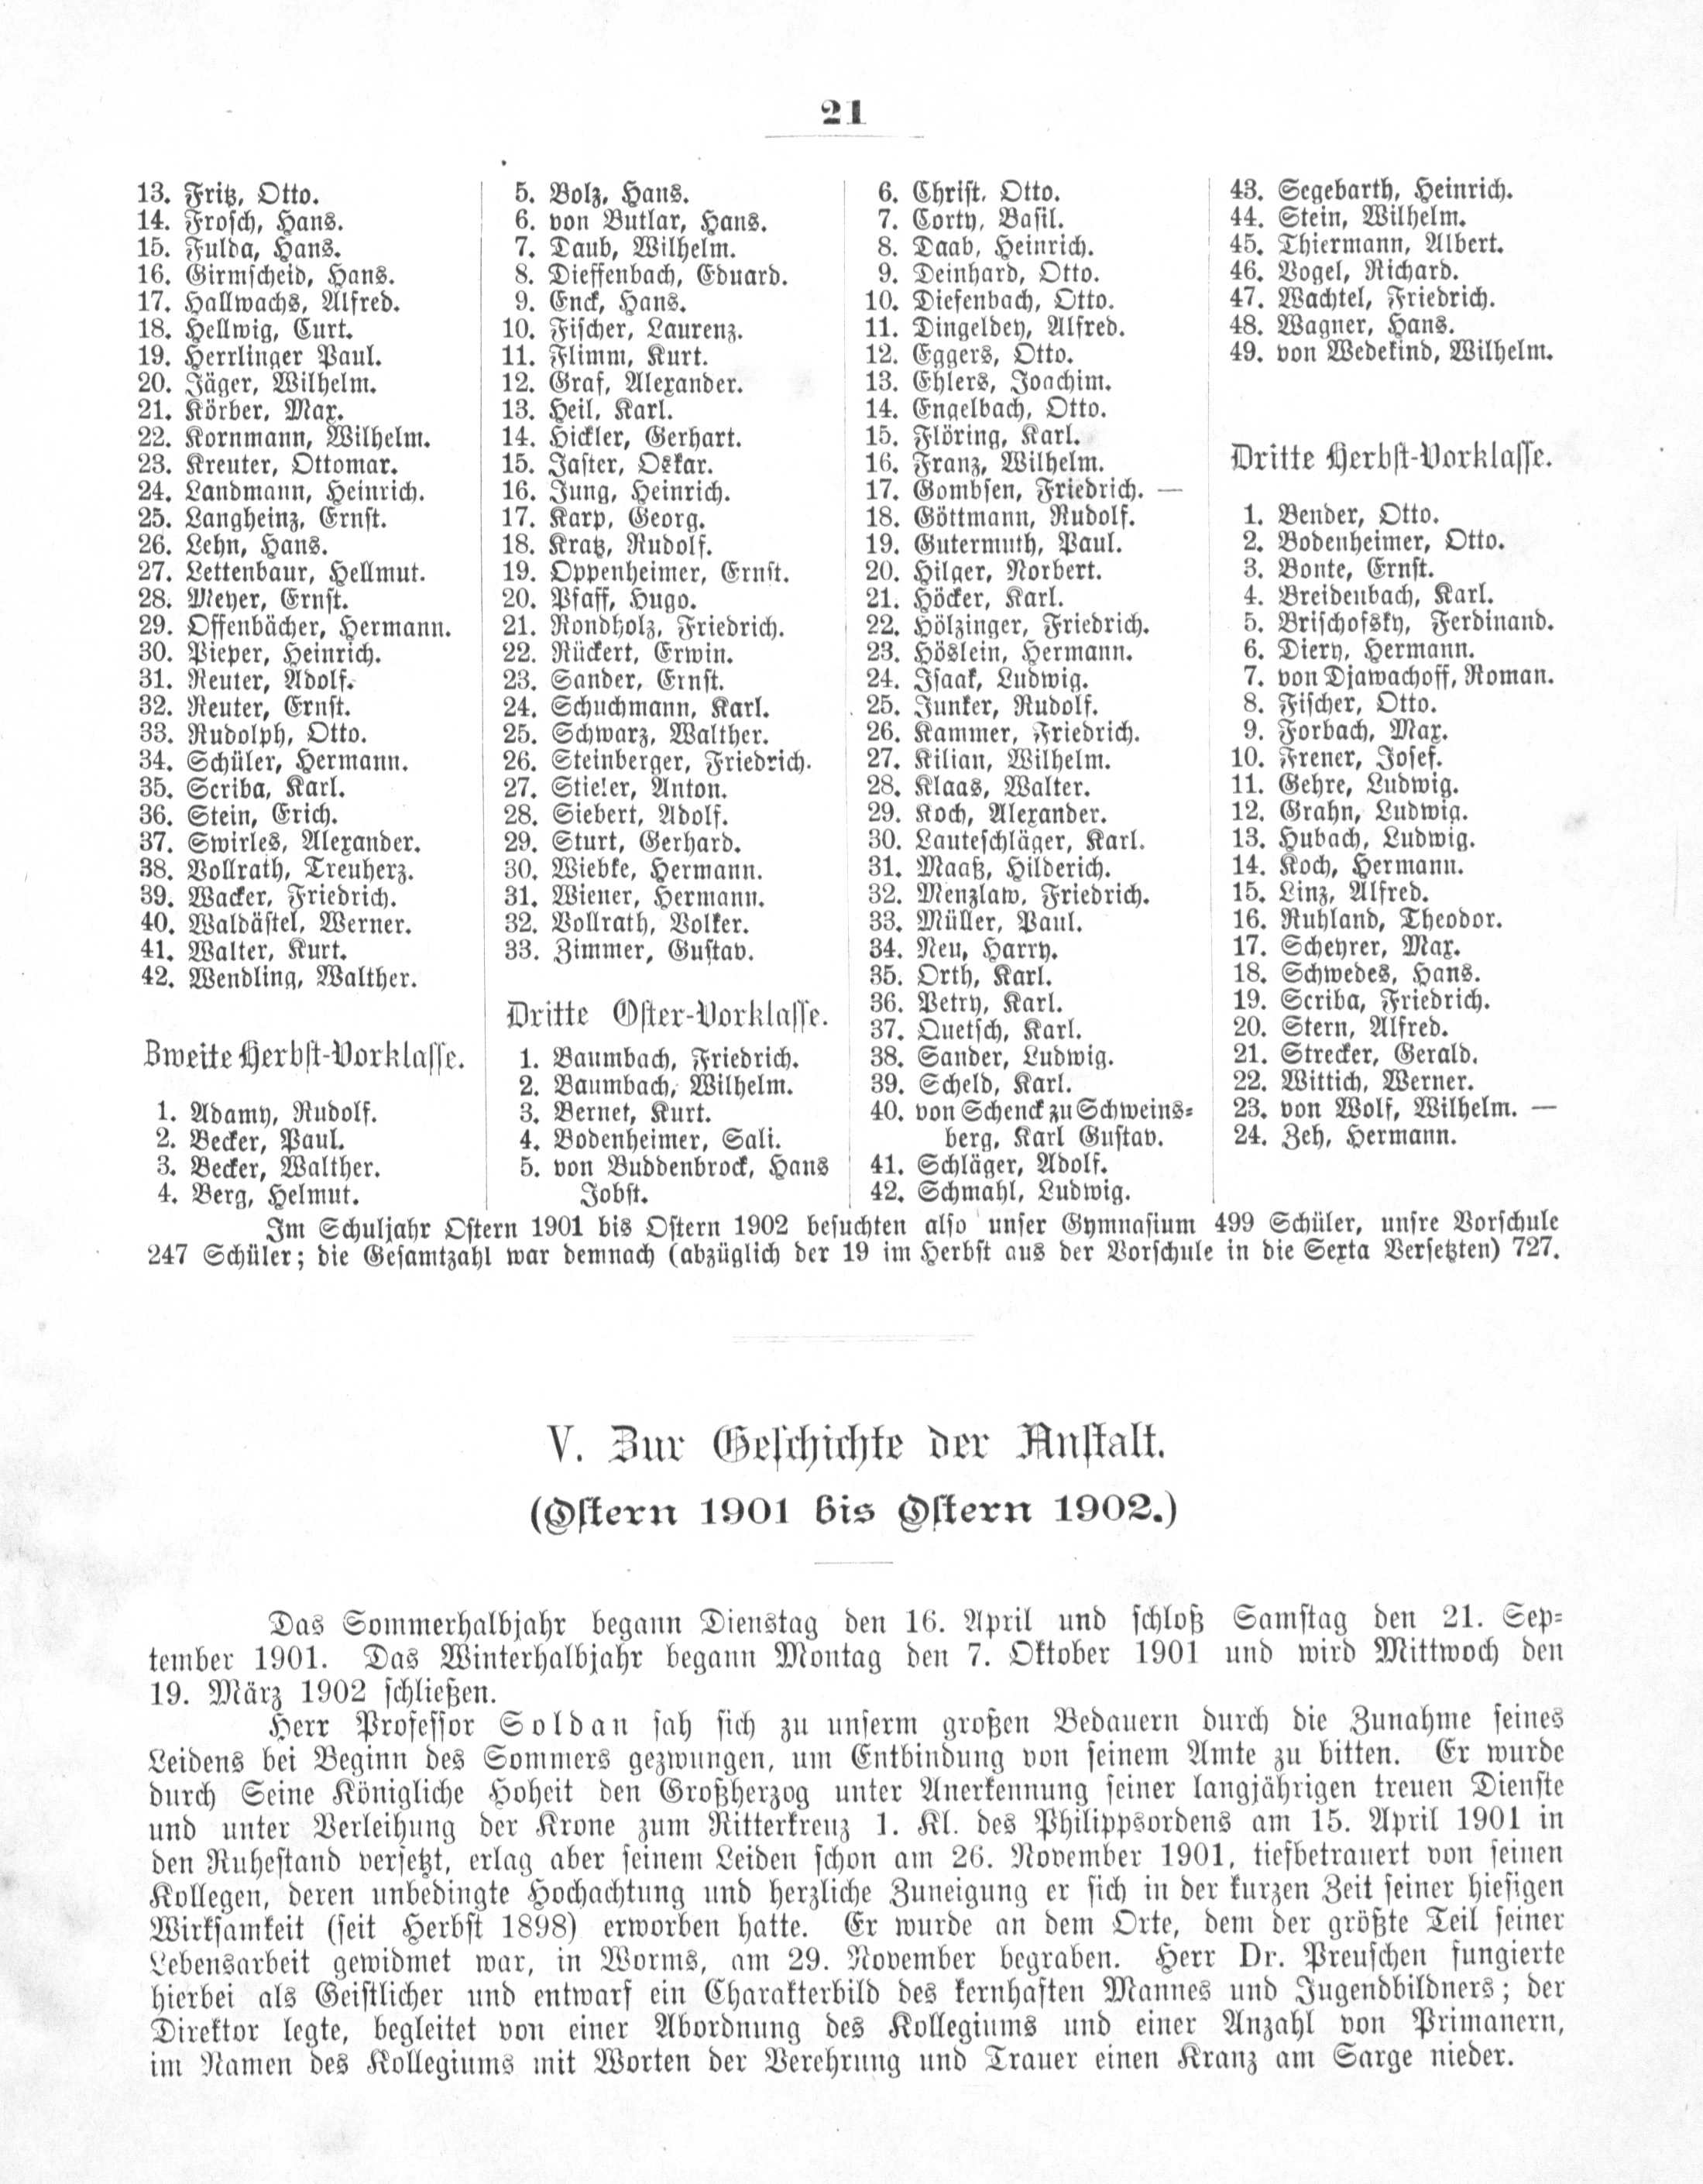 21
13. Fritz, Otto.
14. Frosch, Hans.
15. Fulda, Hans.
16. Girmscheid, Hans.
17. Hallwachs, Alfred.
18. Hellwig, Curt.
19. Herrlinger Paul.
20. Jäger, Wilhelm.
21. Körber, Max.
22. Kornmann, Wilhelm.
23. Kreuter, Ottomar.
24. Landmann, Heinrich.
25. Langheinz, Ernst.
26. Lehn, Hans.
27. Lettenbaur, Hellmut.
28. Meyer, Ernst.
29. Offenbächer, Hermann.
30. Pieper, Heinrich.
31. Reuter, Adolf.
32. Reuter, Ernst.
33. Rudolph, Otto.
34. Schüler, Hermann.
35. Scriba, Karl.
36. Stein, Erich.
37. Swirles, Alexander.
38. Vollrath, Treuherz.
39. Wacker, Friedrich.
40. Waldästel, Werner.
41. Walter, Kurt.
42. Wendling, Walther.
Zweite Herbst-Vorklasse.
1. Adamy, Rudolf.
2. Becker, Paul.
3. Becker, Walther.
4. Berg, Helmut.
5. Bolz, Hans.
6. von Butlar, Hans.
7. Daub, Wilhelm.
8. Dieffenbach, Eduard.
9. Enck, Hans.
10. Fischer, Laurenz.
11. Flimm, Kurt.
12. Graf, Alexander.
13. Heil, Karl.
14. Hickler, Gerhart.
15. Jaster, Oskar.
16. Jung, Heinrich.
17. Karp, Georg.
18. Kratz, Rudolf.
19. Oppenheimer, Ernst.
20. Pfaff, Hugo.
21. Rondholz, Friedrich.
22. Rückert, Erwin.
23. Sander, Ernst.
24. Schuchmann, Karl.
25. Schwarz, Walther.
26. Steinberger, Friedrich.
27. Stieler, Anton.
28. Siebert, Adolf.
29. Sturt, Gerhard.
30. Wiebke, Hermann.
31. Wiener, Hermann.
32. Vollrath, Volker.
33. Zimmer, Gustav.
Dritte Oster-Vorklasse.
1. Baumbach, Friedrich.
2. Baumbach, Wilhelm.
3. Bernet, Kurt.
4. Bodenheimer, Sali.
5. von Buddenbrock, Hans
Jobst.
6. Christ, Otto.
7. Corty, Basil.
8. Daab, Heinrich.
9. Deinhard, Otto.
10. Diefenbach, Otto.
11. Dingeldey, Alfred.
12. Eggers, Otto.
13. Ehlers, Joachim.
14. Engelbach, Otto.
15. Flöring, Karl.
16. Franz, Wilhelm.
17. Gombsen, Friedrich. —
18. Göttmann, Rudolf.
19. Gutermuth, Paul.
20. Hilger, Norbert.
21. Höcker, Karl.
22. Hölzinger, Friedrich.
23. Höslein, Hermann.
24. Isaak, Ludwig.
25. Junker, Rudolf.
26. Kammer, Friedrich.
27. Kilian, Wilhelm.
28. Klaas, Walter.
29. Koch, Alexander.
30. Lauteschläger, Karl.
31. Maaß, Hilderich.
32. Menzlaw, Friedrich.
33. Müller, Paul.
34. Neu, Harry.
35. Orth, Karl.
36. Petry, Karl.
37. Quetsch, Karl.
38. Sander, Ludwig.
39. Scheld, Karl.
40. von Schenck zu Schweins-
berg, Karl Gustav.
41. Schläger, Adolf.
42. Schmahl, Ludwig.
43. Segebarth, Heinrich.
44. Stein, Wilhelm.
45. Thiermann, Albert.
46. Vogel, Richard.
47. Wachtel, Friedrich.
48. Wagner, Hans.
49. von Wedekind, Wilhelm.
Dritte Herbst-Vorklasse.
1. Bender, Otto.
2. Bodenheimer, Otto.
3. Bonte, Ernst.
4. Breidenbach, Karl.
5. Brischofsky, Ferdinand.
6. Diery, Hermann.
7. von Djawachoff, Roman.
8. Fischer, Otto.
9. Forbach, Max.
10. Frener, Josef.
11. Gehre, Ludwig.
12. Grahn, Ludwig.
13. Hubach, Ludwig.
14. Koch, Hermann.
15. Linz, Alfred.
16. Ruhland, Theodor.
17. Scheyrer, Max.
18. Schwedes, Hans.
19. Scriba, Friedrich.
20. Stern, Alfred.
21. Strecker, Gerald.
22. Wittich, Werner.
23. von Wolf, Wilhelm. —
24. Zeh, Hermann.
Im Schuljahr Ostern 1901 bis Ostern 1902 besuchten also unser Gymnasium 499 Schüler, unsre Vorschule
247 Schüler; die Gesamtzahl war demnach (abzüglich der 19 im Herbst aus der Vorschule in die Sexta Versetzten) 727.
V. Zur Geschichte der Anstalt.
(Ostern 1901 bis Ostern 1902.)
Das Sommerhalbjahr begann Dienstag den 16. April und schloß Samstag den 21. Sep-
tember 1901. Das Winterhalbjahr begann Montag den 7. Oktober 1901 und wird Mittwoch den
19. März 1902 schließen.
Herr Professor Soldan sah sich zu unserm großen Bedauern durch die Zunahme seines
Leidens bei Beginn des Sommers gezwungen, um Entbindung von seinem Amte zu bitten. Er wurde
durch Seine Königliche Hoheit den Großherzog unter Anerkennung seiner langjährigen treuen Dienste
und unter Verleihung der Krone zum Ritterkreuz 1. Kl. des Philippsordens am 15. April 1901 in
den Ruhestand versetzt, erlag aber seinem Leiden schon am 26. November 1901, tiefbetrauert von seinen
Kollegen, deren unbedingte Hochachtung und herzliche Zuneigung er sich in der kurzen Zeit seiner hiesigen
Wirksamkeit (seit Herbst 1898) erworben hatte. Er wurde an dem Orte, dem der größte Teil seiner
Lebensarbeit gewidmet war, in Worms, am 29. November begraben. Herr Dr. Preuschen fungierte
hierbei als Geistlicher und entwarf ein Charakterbild des kernhaften Mannes und Jugendbildners; der
Direktor legte, begleitet von einer Abordnung des Kollegiums und einer Anzahl von Primanern,
im Namen des Kollegiums mit Worten der Verehrung und Trauer einen Kranz am Sarge nieder.